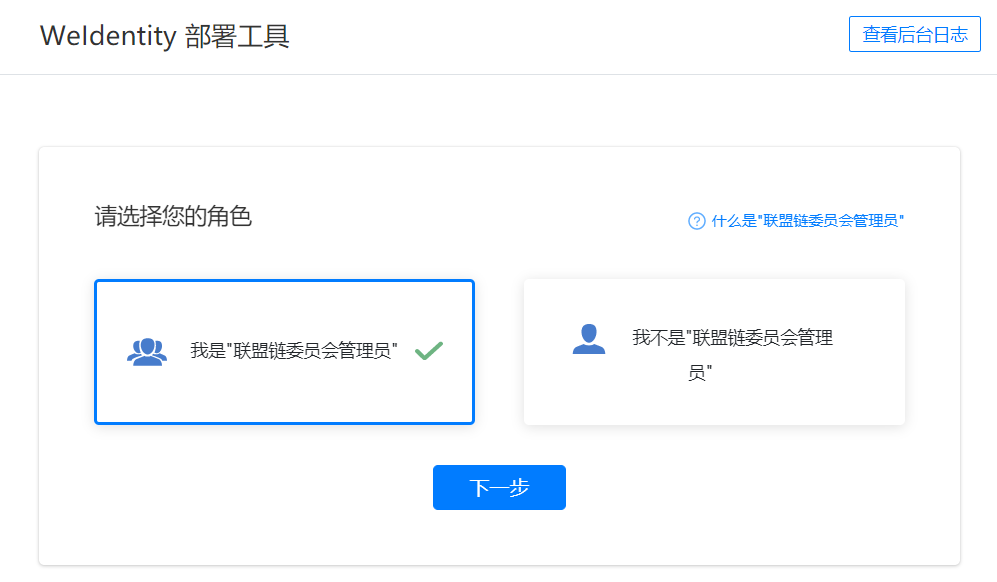 WeIdentity 部署工具
查看后台日志
请选择您的角色
? 什么是"联盟链委员会管理员"
我是"联盟链委员会管理员"
我不是"联盟链委员会管理
员"
下一步